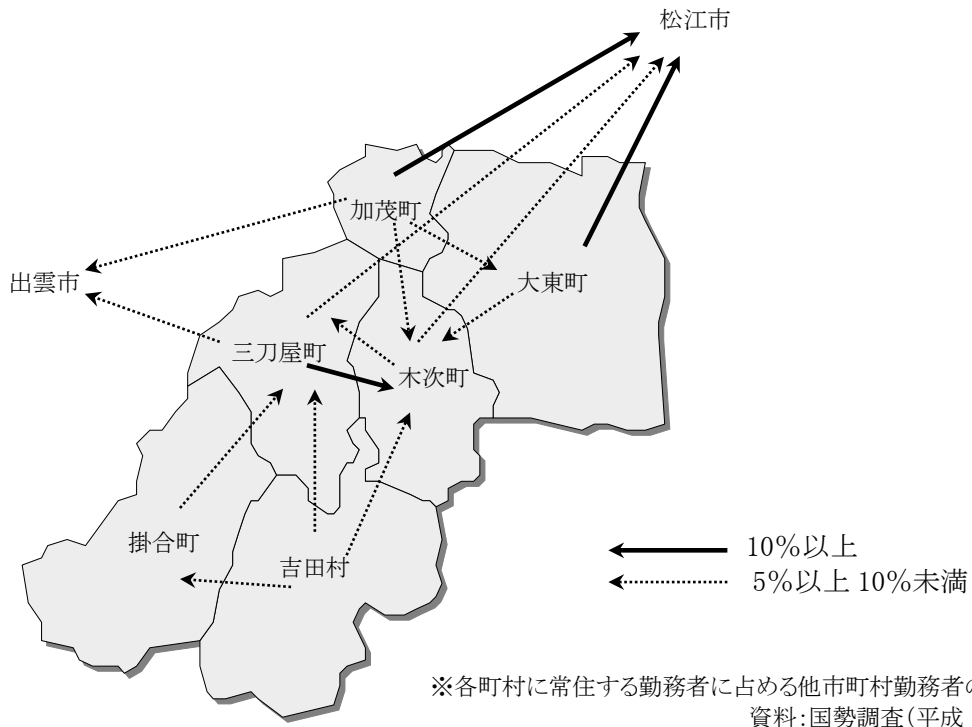 松江市
加茂町
出雲市
大東町
三刀屋町
木次町
掛合町
吉田村
10%以上
5%以上 10%未満
※各町村に常住する勤務者に占める他市町村勤務者の
資料:国勢調査(平成